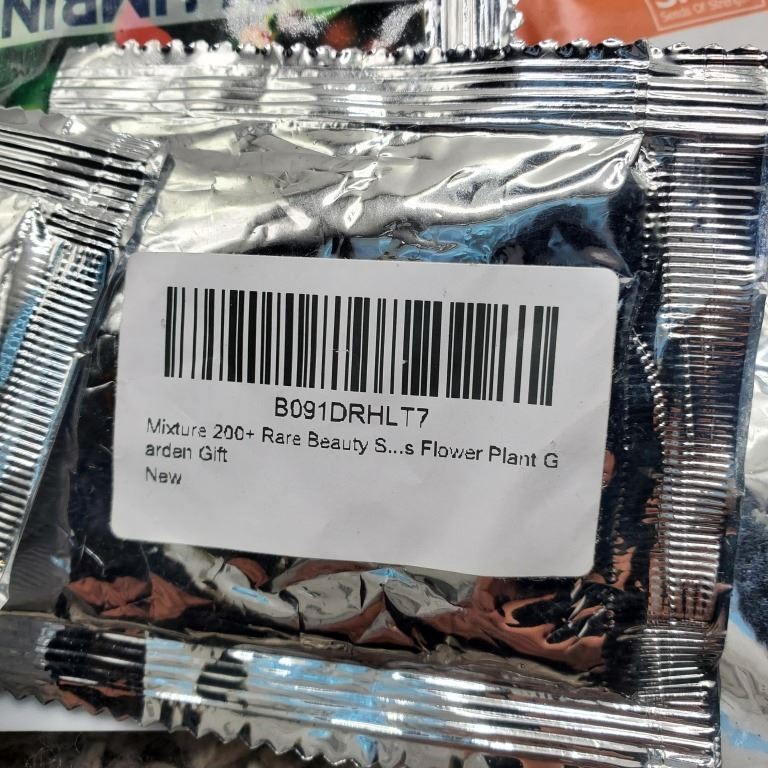 B091DRHLT7
Mixture 200+ Rare Beauty S...s Flower Plant G
arden Gift
New